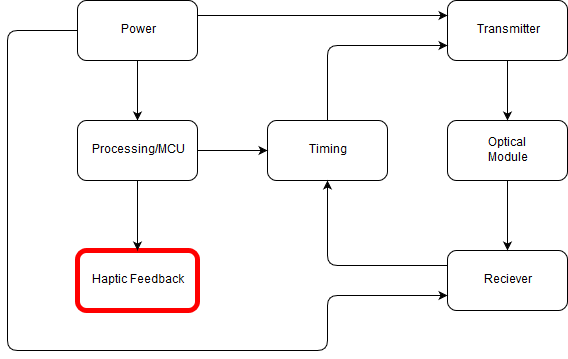 Power
Transmitter
Processing/MCU
Timing
Optical
Module
Haptic Feedback
Reciever